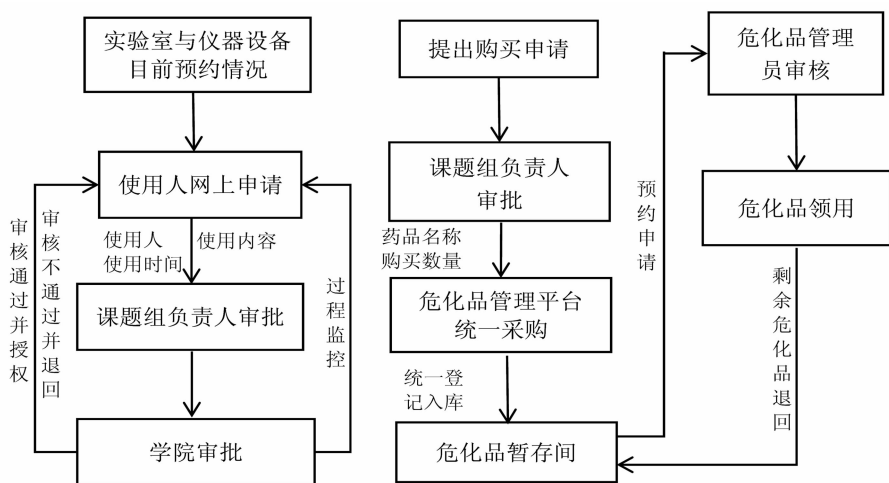 实验室与仪器设备
目前预约情况
使用人网上申请
使用人
使用时间
使用内容
课题组负责人审批
学院审批
审核通过并授权
审核不通过并退回
过程监控
提出购买申请
课题组负责人
审批
药品名称
购买数量
危化品管理平台
统一采购
统一登
记入库
危化品暂存间
预约申请
危化品管理
员审核
危化品领用
剩余危化品退回